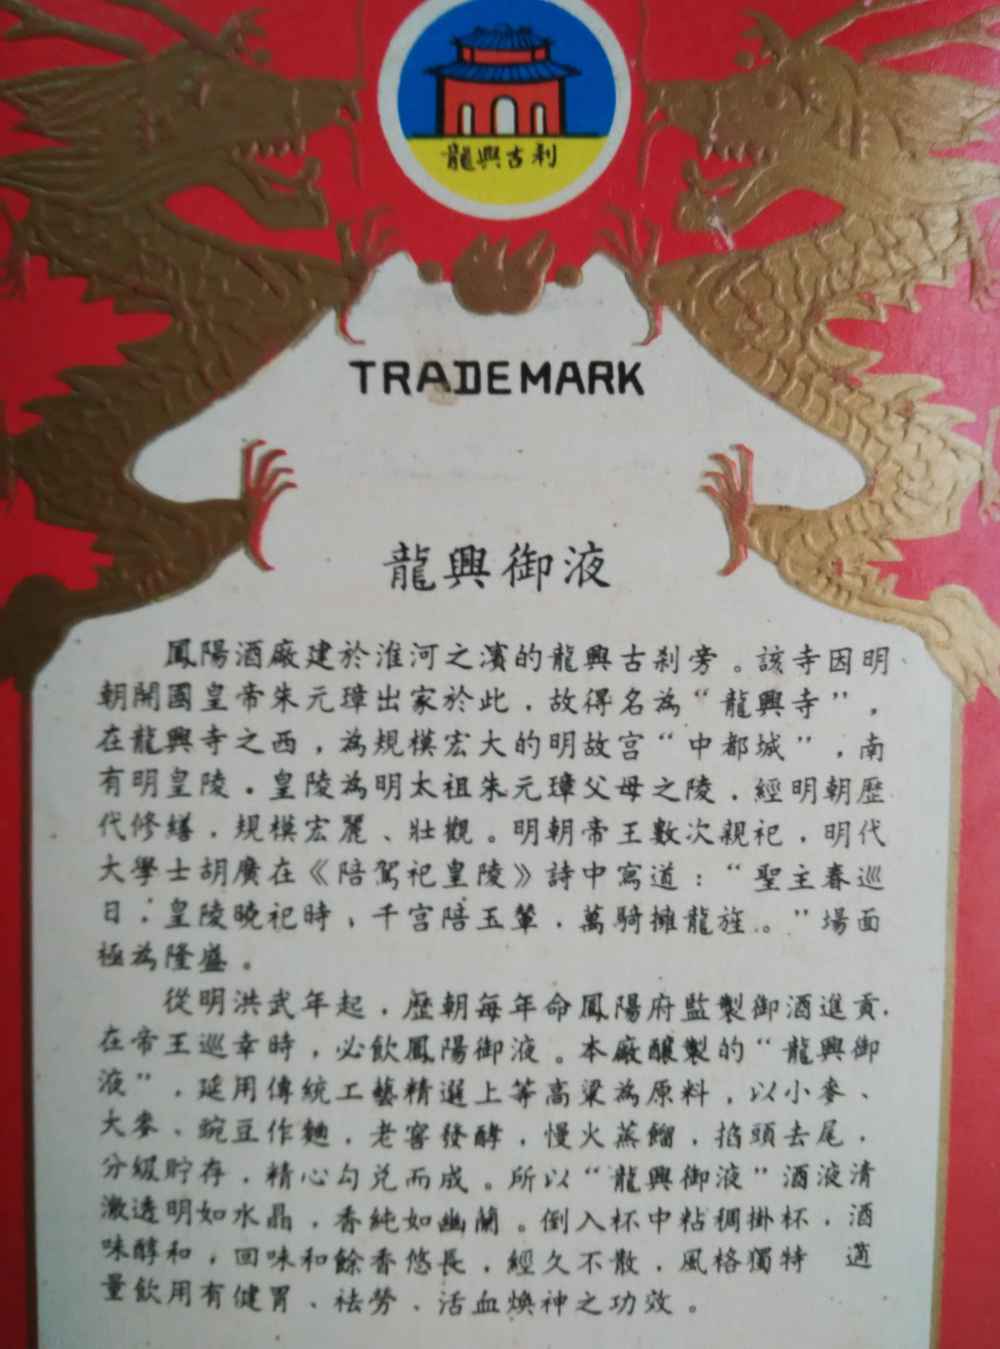 龍興古刹
TRADEMARK
龍興御液
鳳陽酒廠建於淮河之濱的龍興古刹旁。該寺因明
朝開國皇帝朱元璋出家於此，故得名為“龍興寺”，
在龍興寺之西，為規模宏大的明故宮“中都城”，南
有明皇陵。皇陵為明太祖朱元璋父母之陵，經明朝歷
代修繕，規模宏麗、壯觀。明朝帝王數次親祀，明代
大學士胡廣在《陪駕祀皇陵》詩中寫道：“聖主春巡
日，皇陵曉祀時，千宮陪玉輦，萬騎擁龍旌。”場面
極為隆盛。
從明洪武年起，歷朝每年命鳳陽府監製御酒進貢，
在帝王巡幸時，必飲鳳陽御液。本廠釀製的“龍興御
液”，延用傳統工藝精選上等高粱為原料，以小麥、
大麥、豌豆作麯，老窖發酵，慢火蒸餾，掐頭去尾，
分級貯存，精心勾兑而成。所以“龍興御液”酒液清
澈透明如水晶，香純如幽蘭。倒入杯中粘稠掛杯，酒
味醇和，回味和餘香悠長，經久不散，風格獨特 適
量飲用有健胃、祛勞、活血煥神之功效。